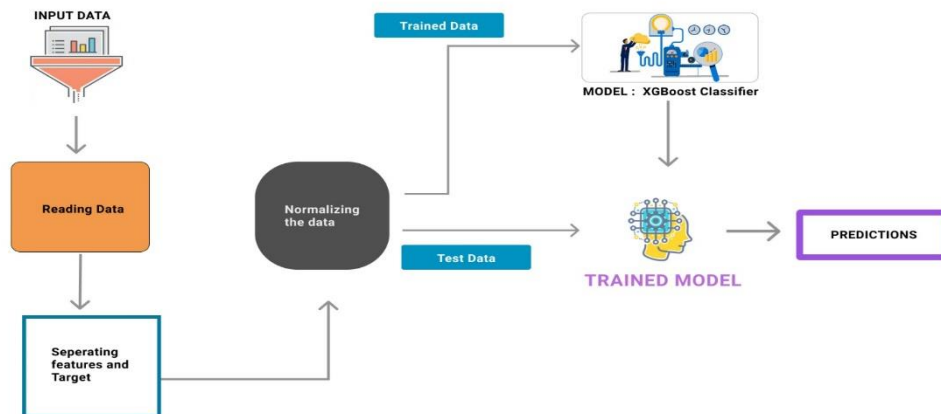 INPUT DATA
Reading Data
Seperating
features and
Target
Normalizing
the data
Trained Data
Test Data
MODEL : XGBoost Classifier
TRAINED MODEL
PREDICTIONS